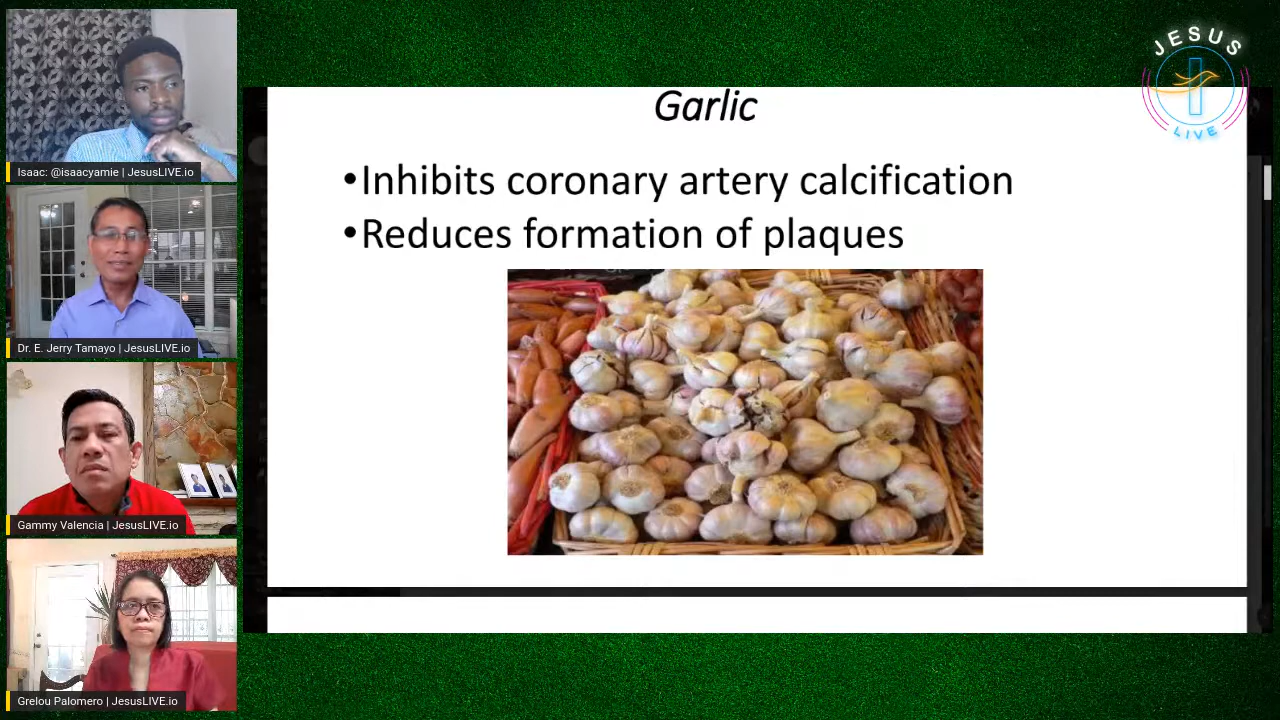 Garlic
•Inhibits coronary artery calcification
•Reduces formation of plaques
JESUS
LIVE
Isaac: @isaacyamie | JesusLIVE.io
Dr. E. Jerry Tamayo | JesusLIVE.io
Gammy Valencia | JesusLIVE.io
Grelou Palomero | JesusLIVE.io